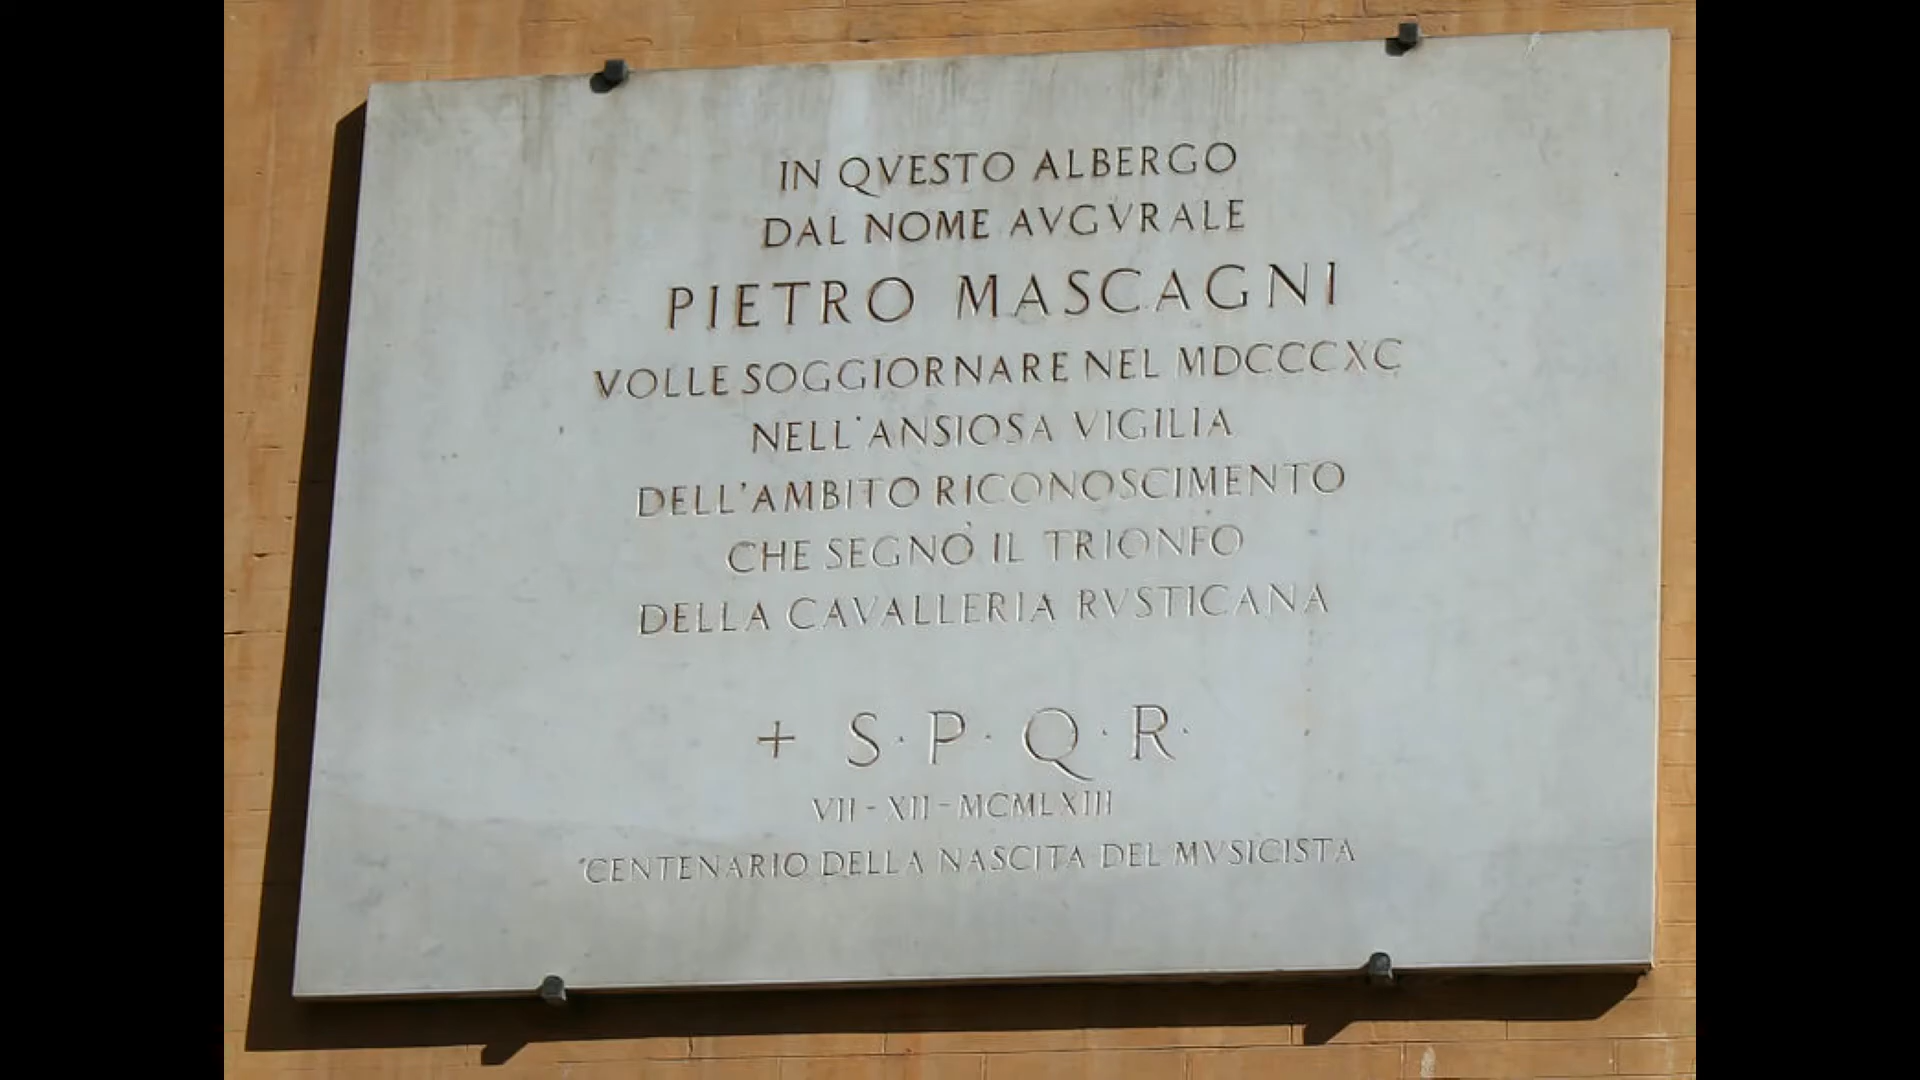 IN QVESTO ALBERGO
DAL NOME AVGVRALE
PIETRO MASCAGNI
VOLLE SOGGIORNARE NEL MDCCCXC
NELL'ANSIOSA VIGILIA
DELL'AMBITO RICONOSCIMENTO
CHE SEGNÒ IL TRIONFO
DELLA CAVALLERIA RVSTICANA
+ S · P · Q · R ·
VII - XII - MCMLXIII
CENTENARIO DELLA NASCITA DEL MVSICISTA